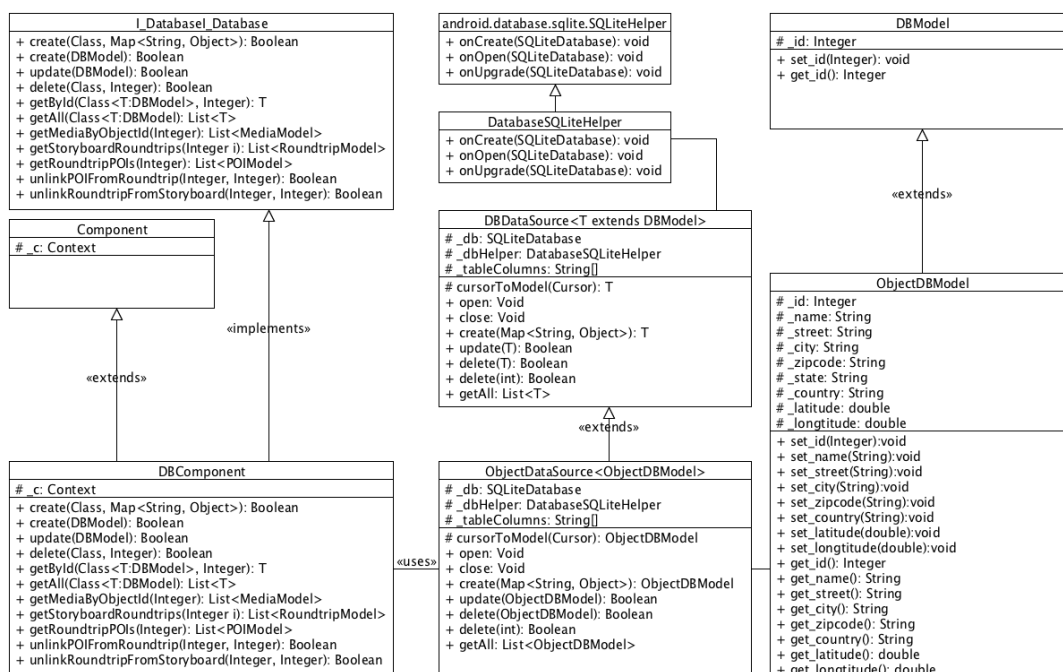 I_DatabaseI_Database
+ create(Class, Map<String, Object>): Boolean
+ create(DBModel): Boolean
+ update(DBModel): Boolean
+ delete(Class, Integer): Boolean
+ getById(Class<T:DBModel>, Integer): T
+ getAll(Class<T:DBModel): List<T>
+ getMediaByObjectId(Integer): List<MediaModel>
+ getStoryboardRoundtrips(Integer i): List<RoundtripModel>
+ getRoundtripPOIs(Integer): List<POIModel>
+ unlinkPOIFromRoundtrip(Integer, Integer): Boolean
+ unlinkRoundtripFromStoryboard(Integer, Integer): Boolean
android.database.sqlite.SQLiteHelper
+ onCreate(SQLiteDatabase): void
+ onOpen(SQLiteDatabase): void
+ onUpgrade(SQLiteDatabase): void
DBModel
# _id: Integer
+ set_id(Integer): void
+ get_id(): Integer
DatabaseSQLiteHelper
+ onCreate(SQLiteDatabase): void
+ onOpen(SQLiteDatabase): void
+ onUpgrade(SQLiteDatabase): void
«extends»
Component
# _c: Context
«implements»
«extends»
DBDataSource<T extends DBModel>
# _db: SQLiteDatabase
# _dbHelper: DatabaseSQLiteHelper
# _tableColumns: String[]
# cursorToModel(Cursor): T
+ open: Void
+ close: Void
+ create(Map<String, Object>): T
+ update(T): Boolean
+ delete(T): Boolean
+ delete(int): Boolean
+ getAll: List<T>
«extends»
DBComponent
# _c: Context
+ create(Class, Map<String, Object>): Boolean
+ create(DBModel): Boolean
+ update(DBModel): Boolean
+ delete(Class, Integer): Boolean
+ getById(Class<T:DBModel>, Integer): T
+ getAll(Class<T:DBModel): List<T>
+ getMediaByObjectId(Integer): List<MediaModel>
+ getStoryboardRoundtrips(Integer i): List<RoundtripModel>
+ getRoundtripPOIs(Integer): List<POIModel>
+ unlinkPOIFromRoundtrip(Integer, Integer): Boolean
+ unlinkRoundtripFromStoryboard(Integer, Integer): Boolean
«uses»
ObjectDataSource<ObjectDBModel>
# _db: SQLiteDatabase
# _dbHelper: DatabaseSQLiteHelper
# _tableColumns: String[]
# cursorToModel(Cursor): ObjectDBModel
+ open: Void
+ close: Void
+ create(Map<String, Object>): ObjectDBModel
+ update(ObjectDBModel): Boolean
+ delete(ObjectDBModel): Boolean
+ delete(int): Boolean
+ getAll: List<ObjectDBModel>
ObjectDBModel
# _id: Integer
# _name: String
# _street: String
# _city: String
# _zipcode: String
# _state: String
# _country: String
# _latitude: double
# _longtitude: double
+ set_id(Integer):void
+ set_name(String):void
+ set_street(String):void
+ set_city(String):void
+ set_zipcode(String):void
+ set_country(String):void
+ set_latitude(double):void
+ set_longtitude(double):void
+ get_id(): Integer
+ get_name(): String
+ get_street(): String
+ get_city(): String
+ get_zipcode(): String
+ get_country(): String
+ get_latitude(): double
+ get_longtitude(): double